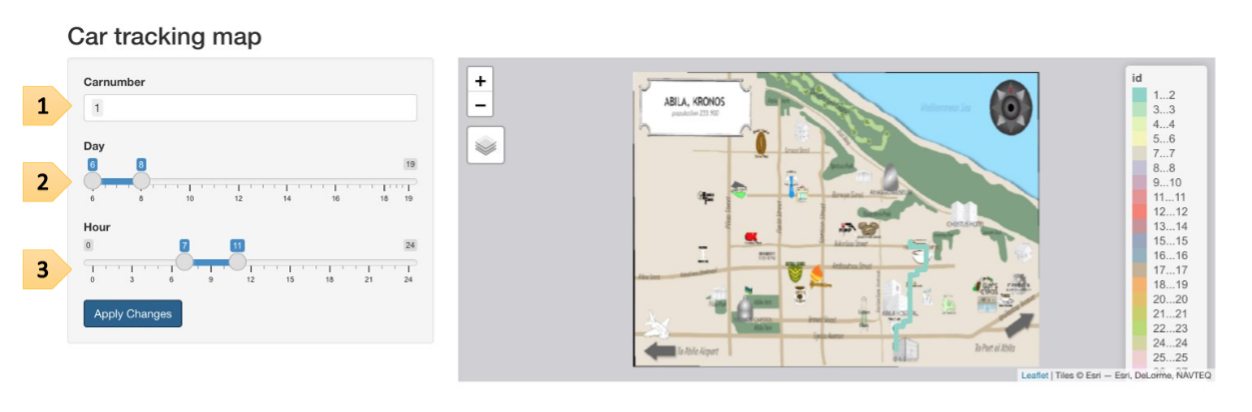 Car tracking map
1
Carnumber
1
2
Day
6 8 19
6 8 10 12 14 16 18 19
3
Hour
0 7 11 24
0 3 6 9 12 15 18 21 24
Apply Changes
+
−
ABILA, KRONOS
To Abila Airport
To Port of Abila
id
1...2
3...3
4...4
5...6
7...7
8...8
9...10
11...11
12...12
13...14
15...15
16...16
17...17
18...19
20...20
21...21
22...23
24...24
25...25
Leaflet | Tiles © Esri — Esri, DeLorme, NAVTEQ